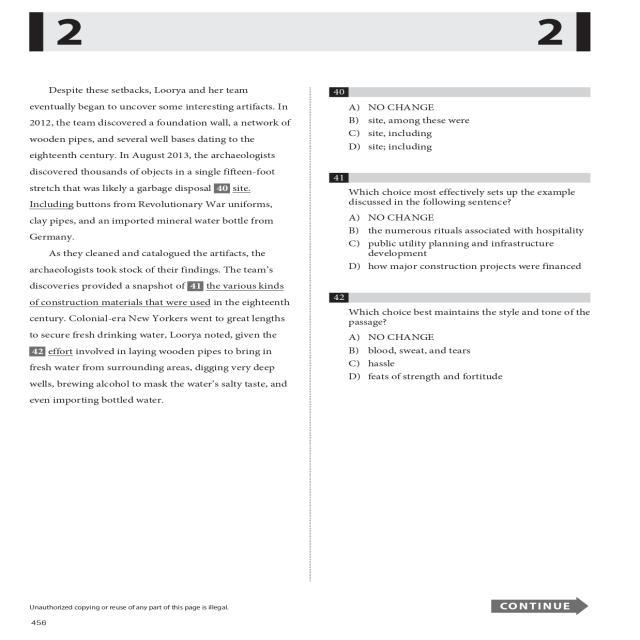 2
2
Despite these setbacks, Loorya and her team
eventually began to uncover some interesting artifacts. In
2012, the team discovered a foundation wall, a network of
wooden pipes, and several well bases dating to the
eighteenth century. In August 2013, the archaeologists
discovered thousands of objects in a single fifteen-foot
stretch that was likely a garbage disposal 40 site.
Including buttons from Revolutionary War uniforms,
clay pipes, and an imported mineral water bottle from
Germany.
As they cleaned and catalogued the artifacts, the
archaeologists took stock of their findings. The team's
discoveries provided a snapshot of 41 the various kinds
of construction materials that were used in the eighteenth
century. Colonial-era New Yorkers went to great lengths
to secure fresh drinking water, Loorya noted, given the
42 effort involved in laying wooden pipes to bring in
fresh water from surrounding areas, digging very deep
wells, brewing alcohol to mask the water's salty taste, and
even importing bottled water.
40
A) NO CHANGE
B) site, among these were
C) site, including
D) site; including
41
Which choice most effectively sets up the example
discussed in the following sentence?
A) NO CHANGE
B) the numerous rituals associated with hospitality
C) public utility planning and infrastructure
development
D) how major construction projects were financed
42
Which choice best maintains the style and tone of the
passage?
A) NO CHANGE
B) blood, sweat, and tears
C) hassle
D) feats of strength and fortitude
Unauthorized copying or reuse of any part of this page is illegal.
CONTINUE
456